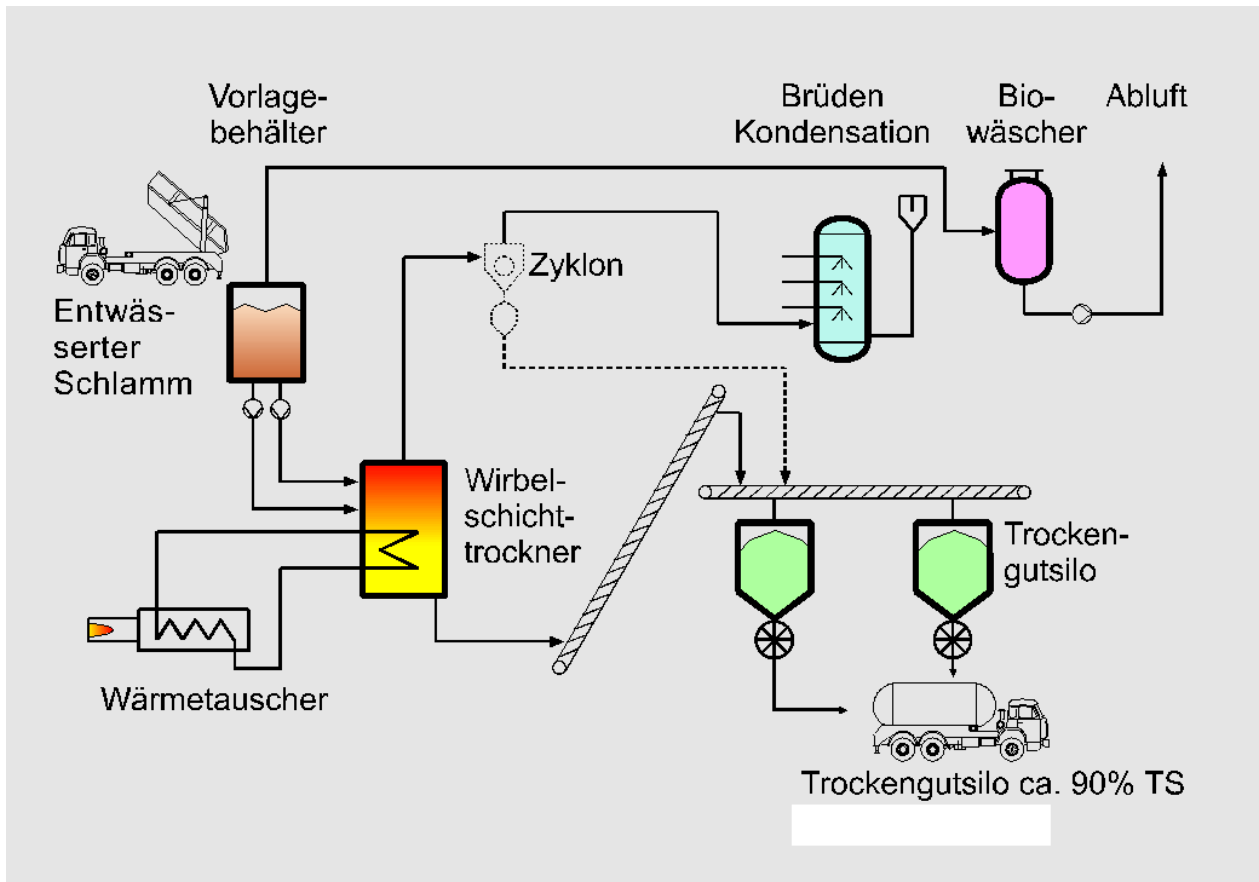 Vorlage-
behälter
Brüden
Kondensation
Bio-
wäscher
Abluft
Zyklon
Entwäs-
serter
Schlamm
Wirbel-
schicht-
trockner
Trocken-
gutsilo
Wärmetauscher
Trockengutsilo ca. 90% TS